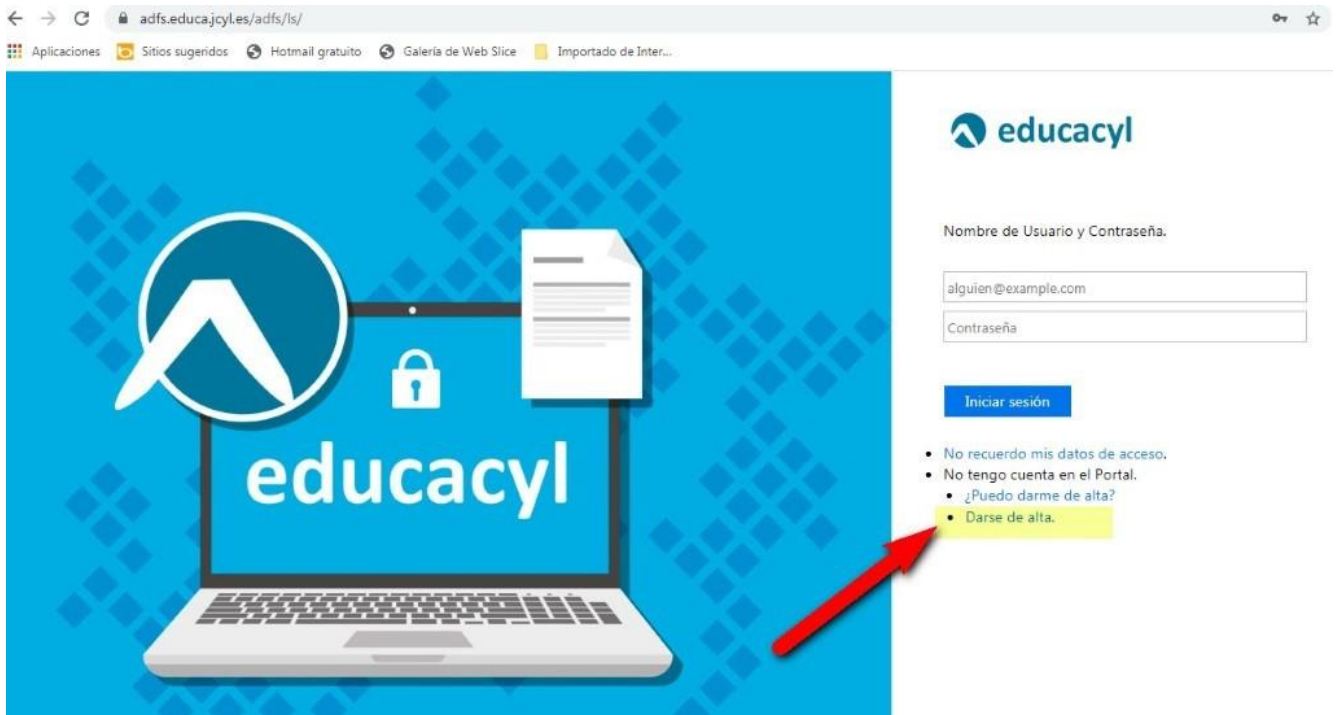 adfs.educa.jcyl.es/adfs/ls/
Aplicaciones Sitios sugeridos Hotmail gratuito Galería de Web Slice Importado de Inter...
educacyl
Nombre de Usuario y Contraseña.
alguien@example.com
Contraseña
Iniciar sesión
No recuerdo mis datos de acceso.
No tengo cuenta en el Portal.
¿Puedo darme de alta?
Darse de alta.
educacyl